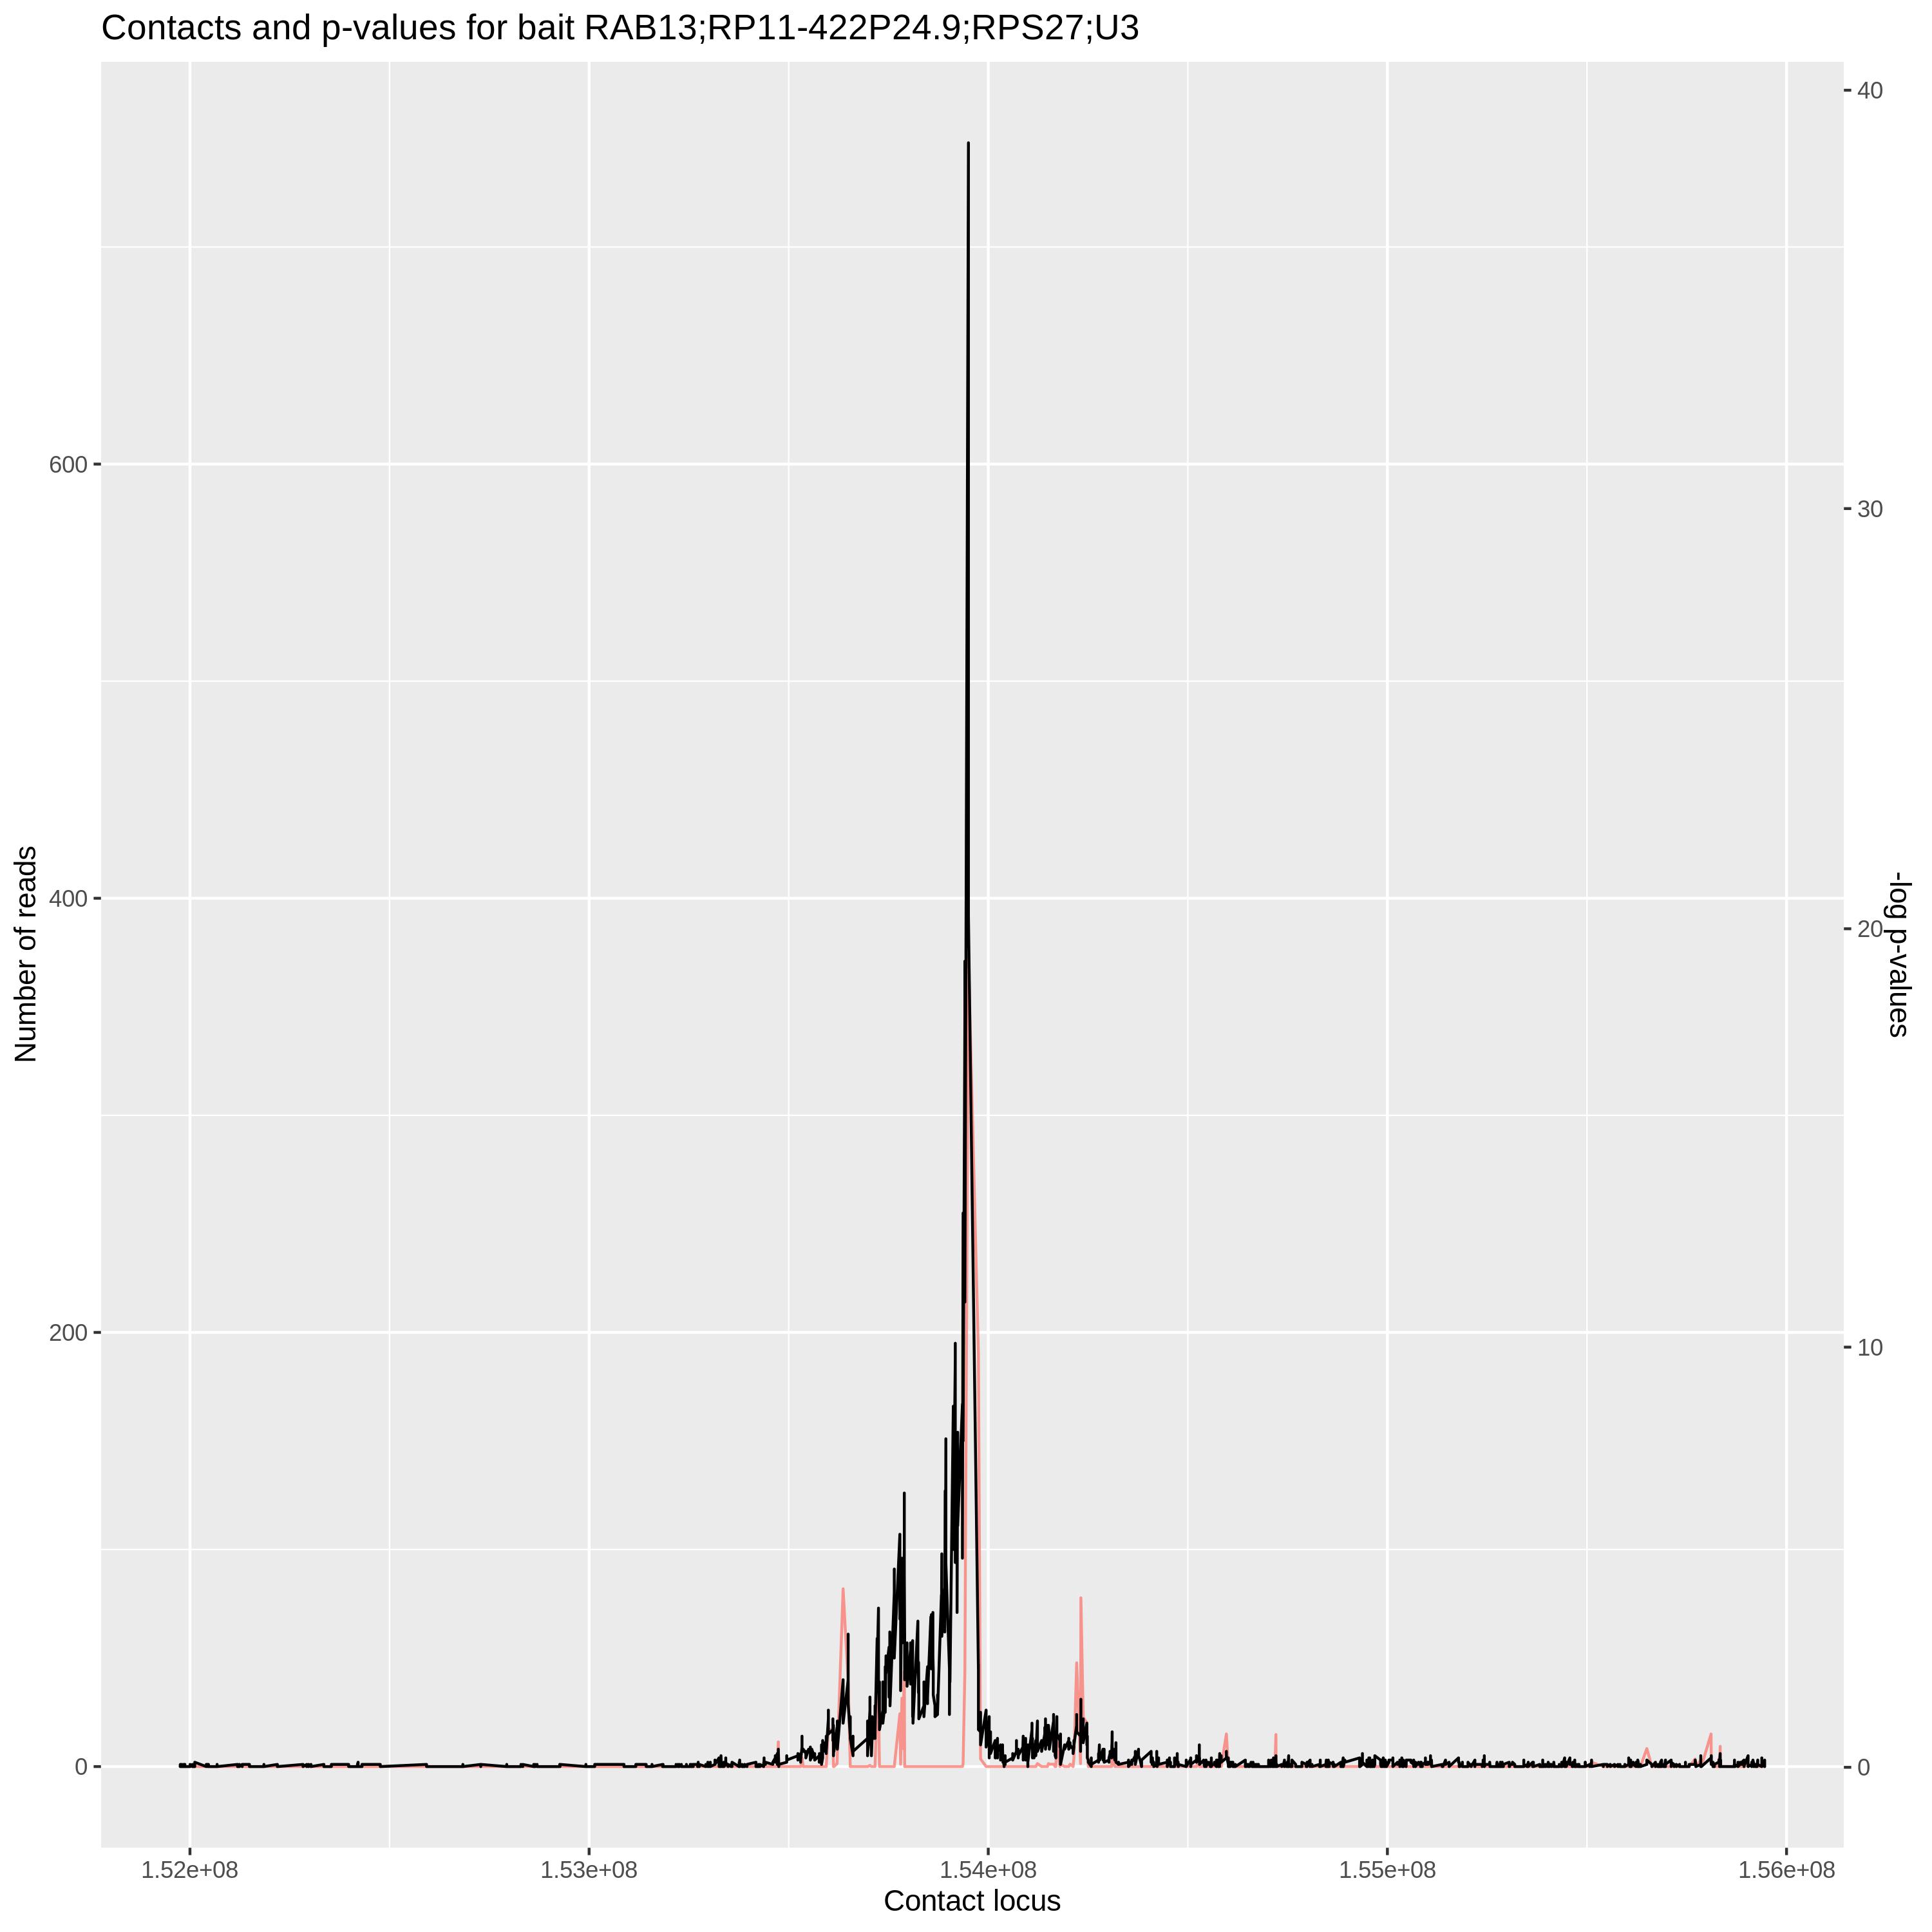 Contacts and p-values for bait RAB13;RP11-422P24.9;RPS27;U3
40
600
30
Number of reads
400
20
-log p-values
200
10
0
0
1.52e+08
1.53e+08
1.54e+08
1.55e+08
1.56e+08
Contact locus